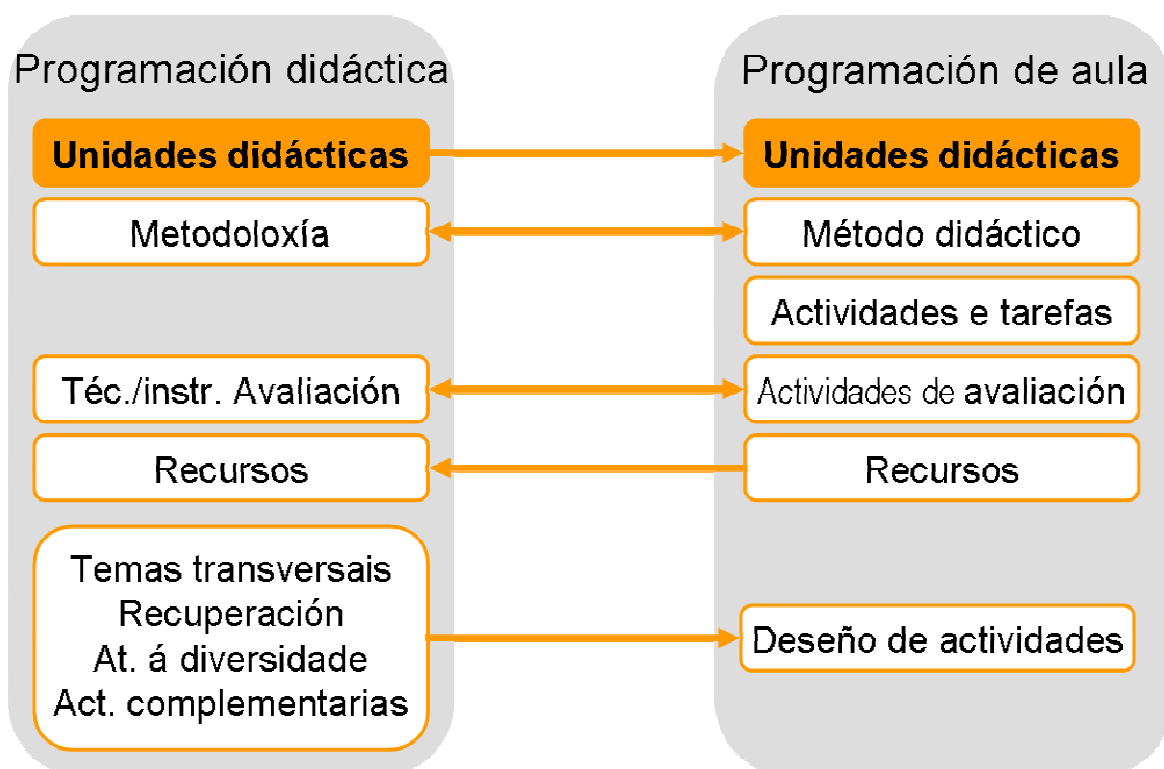 Programación didáctica
Unidades didácticas
Metodoloxía
Téc./instr. Avaliación
Recursos
Temas transversais
Recuperación
At. á diversidade
Act. complementarias
Programación de aula
Unidades didácticas
Método didáctico
Actividades e tarefas
Actividades de avaliación
Recursos
Deseño de actividades